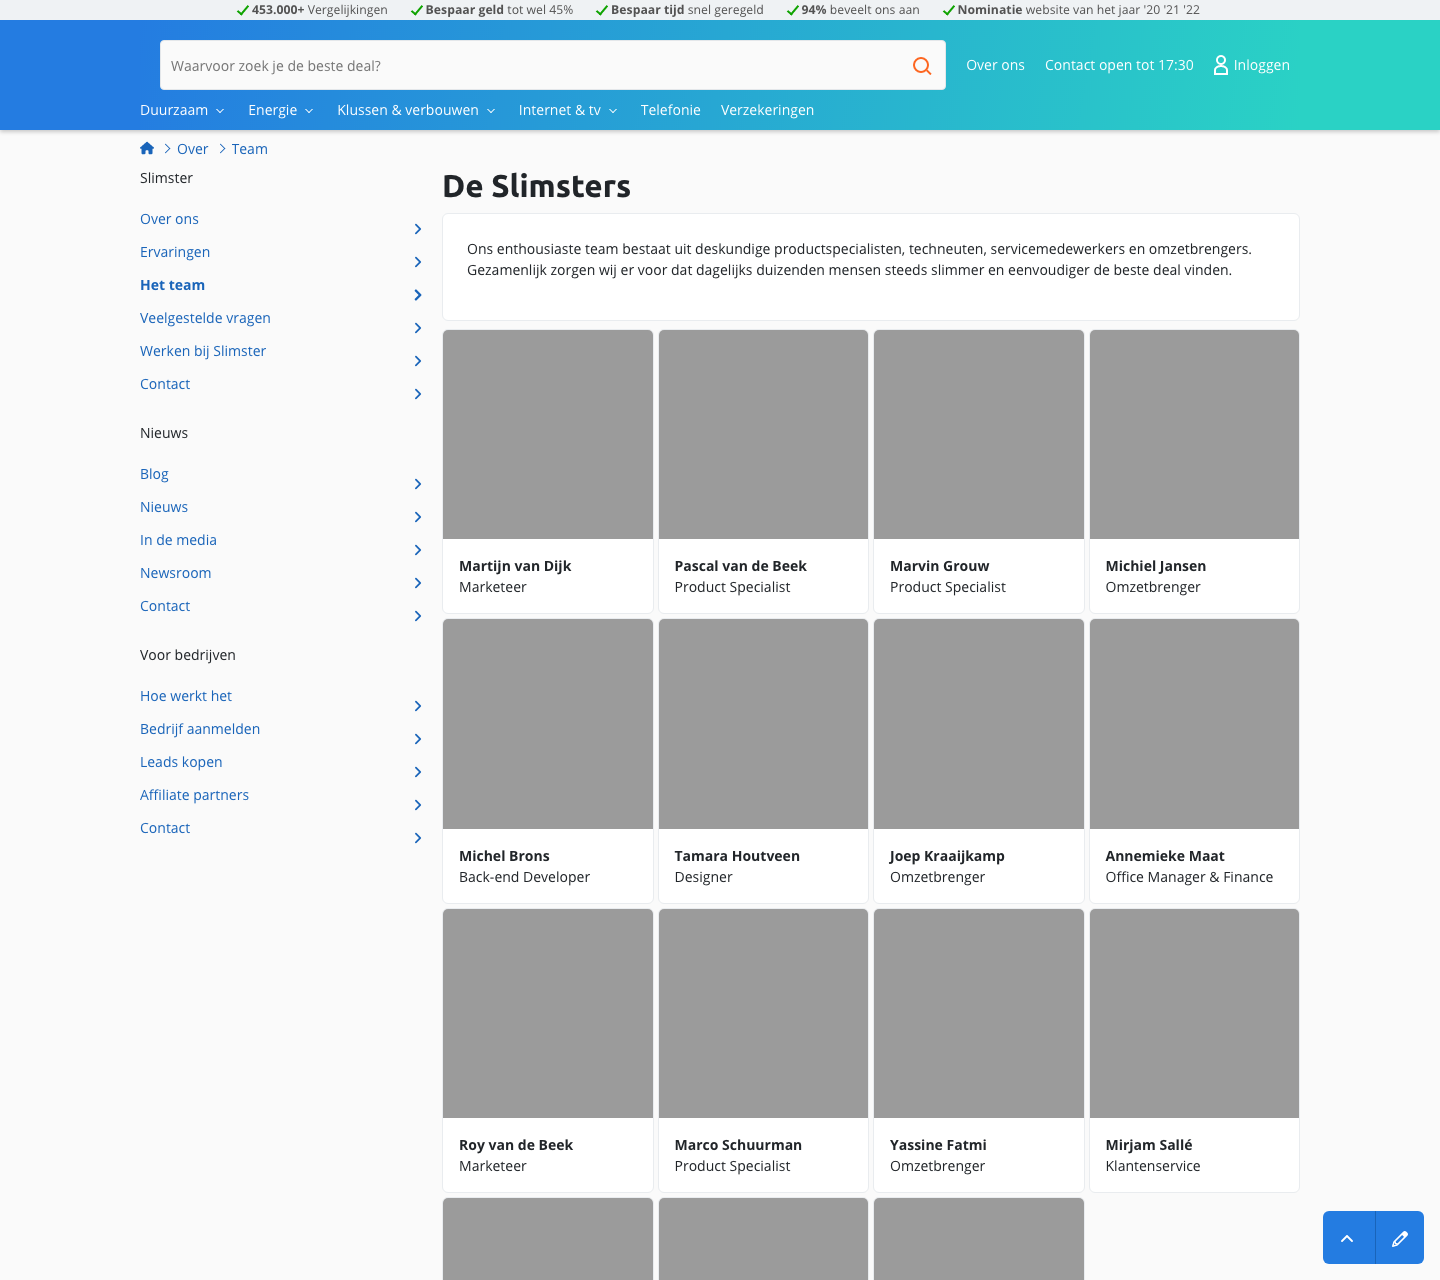 453.000+ Vergelijkingen
Bespaar geld tot wel 45%
Bespaar tijd snel geregeld
94% beveelt ons aan
Nominatie website van het jaar '20 '21 '22
Waarvoor zoek je de beste deal?
Over ons
Contact open tot 17:30
Inloggen
Duurzaam
Energie
Klussen & verbouwen
Internet & tv
Telefonie
Verzekeringen
Over
Team
Slimster
Over ons
Ervaringen
Het team
Veelgestelde vragen
Werken bij Slimster
Contact
Nieuws
Blog
Nieuws
In de media
Newsroom
Contact
Voor bedrijven
Hoe werkt het
Bedrijf aanmelden
Leads kopen
Affiliate partners
Contact
De Slimsters
Ons enthousiaste team bestaat uit deskundige productspecialisten, techneuten, servicemedewerkers en omzetbrengers.
Gezamenlijk zorgen wij er voor dat dagelijks duizenden mensen steeds slimmer en eenvoudiger de beste deal vinden.
Martijn van Dijk
Marketeer
Pascal van de Beek
Product Specialist
Marvin Grouw
Product Specialist
Michiel Jansen
Omzetbrenger
Michel Brons
Back-end Developer
Tamara Houtveen
Designer
Joep Kraaijkamp
Omzetbrenger
Annemieke Maat
Office Manager & Finance
Roy van de Beek
Marketeer
Marco Schuurman
Product Specialist
Yassine Fatmi
Omzetbrenger
Mirjam Sallé
Klantenservice